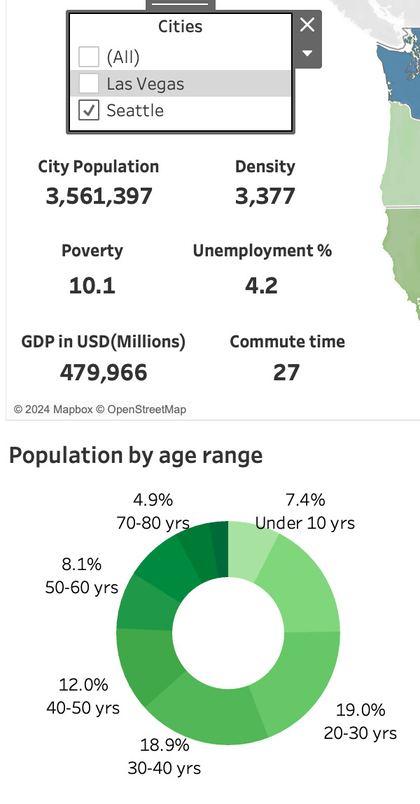 Cities
(All)
Las Vegas
Seattle
City Population
Density
3,561,397
3,377
Poverty
Unemployment %
10.1
4.2
GDP in USD(Millions)
Commute time
479,966
27
© 2024 Mapbox © OpenStreetMap
Population by age range
4.9%
70-80 yrs
7.4%
Under 10 yrs
8.1%
50-60 yrs
12.0%
40-50 yrs
19.0%
20-30 yrs
18.9%
30-40 yrs